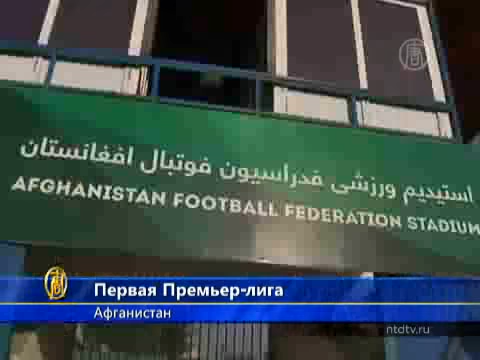 استیدیم ورزشی فدراسیون فوتبال افغانستان
AFGHANISTAN FOOTBALL FEDERATION STADIUM
Первая Премьер-лига
Афганистан
ntdtv.ru